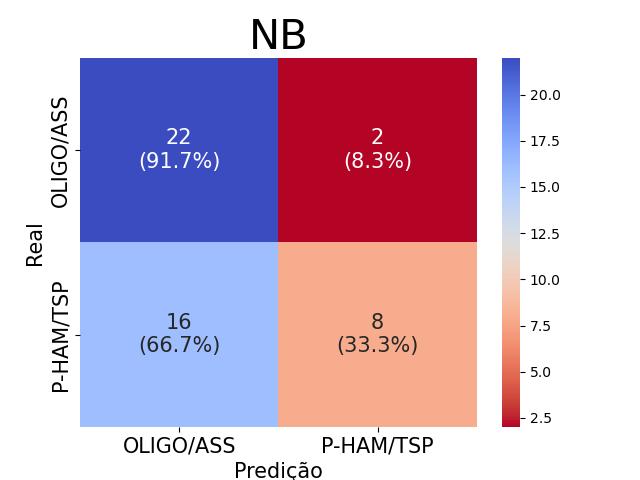 NB
Real
OLIGO/ASS
P-HAM/TSP
22
(91.7%)
2
(8.3%)
16
(66.7%)
8
(33.3%)
OLIGO/ASS
P-HAM/TSP
Predição
20.0
17.5
15.0
12.5
10.0
7.5
5.0
2.5